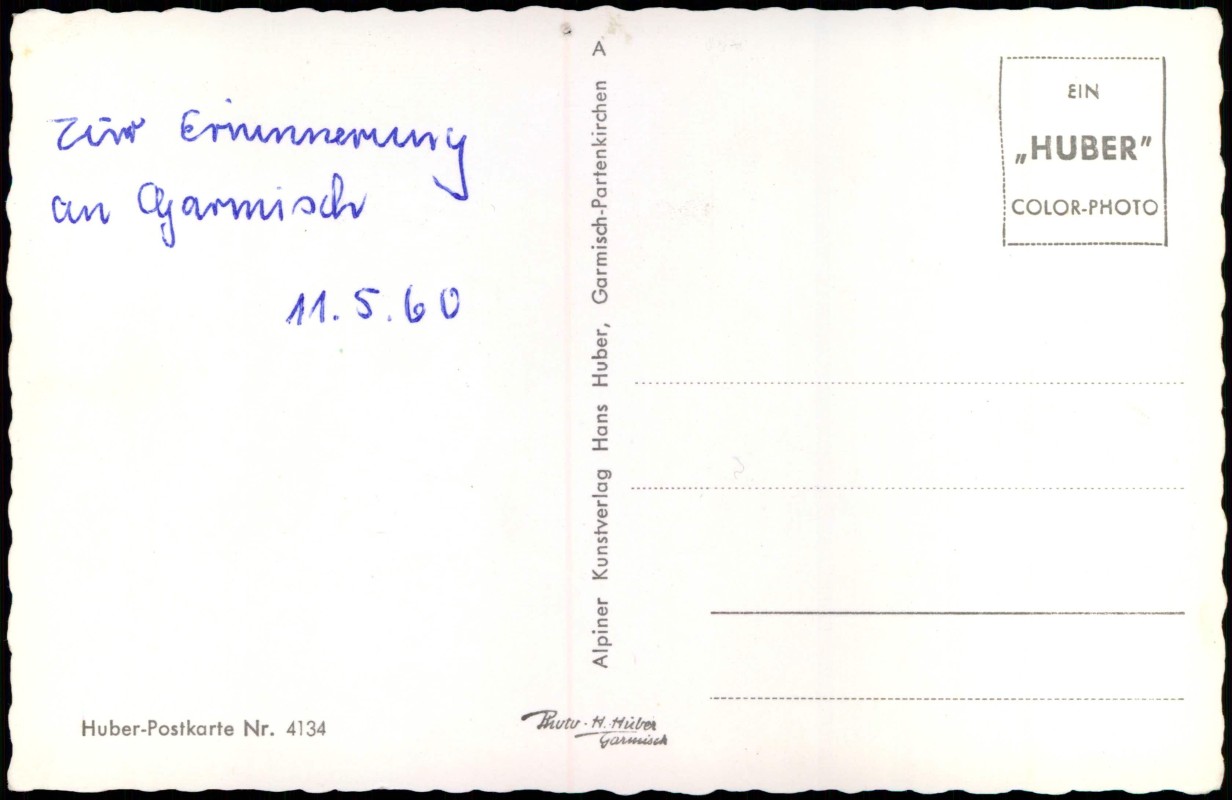 zur Erinnerung
an Garmisch
11.5.60
Huber-Postkarte Nr. 4134
Alpiner Kunstverlag Hans Huber, Garmisch-Partenkirchen A
Photo · H. Huber
Garmisch
EIN
„HUBER"
COLOR-PHOTO